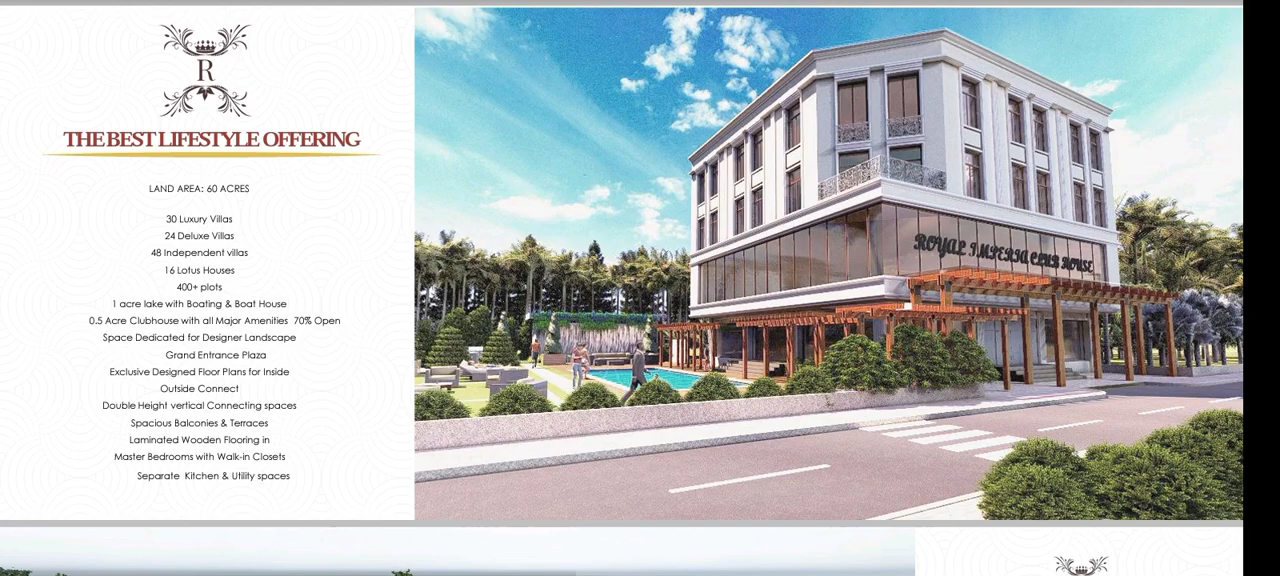 R
THE BEST LIFESTYLE OFFERING
LAND AREA: 60 ACRES
30 Luxury Villas
24 Deluxe Villas
48 Independent villas
16 Lotus Houses
400+ plots
1 acre lake with Boating & Boat House
0.5 Acre Clubhouse with all Major Amenities 70% Open
Space Dedicated for Designer Landscape
Grand Entrance Plaza
Exclusive Designed Floor Plans for Inside
Outside Connect
Double Height vertical Connecting spaces
Spacious Balconies & Terraces
Laminated Wooden Flooring in
Master Bedrooms with Walk-in Closets
Separate Kitchen & Utility spaces
ROYAL IMPERIA CLUB HOUSE